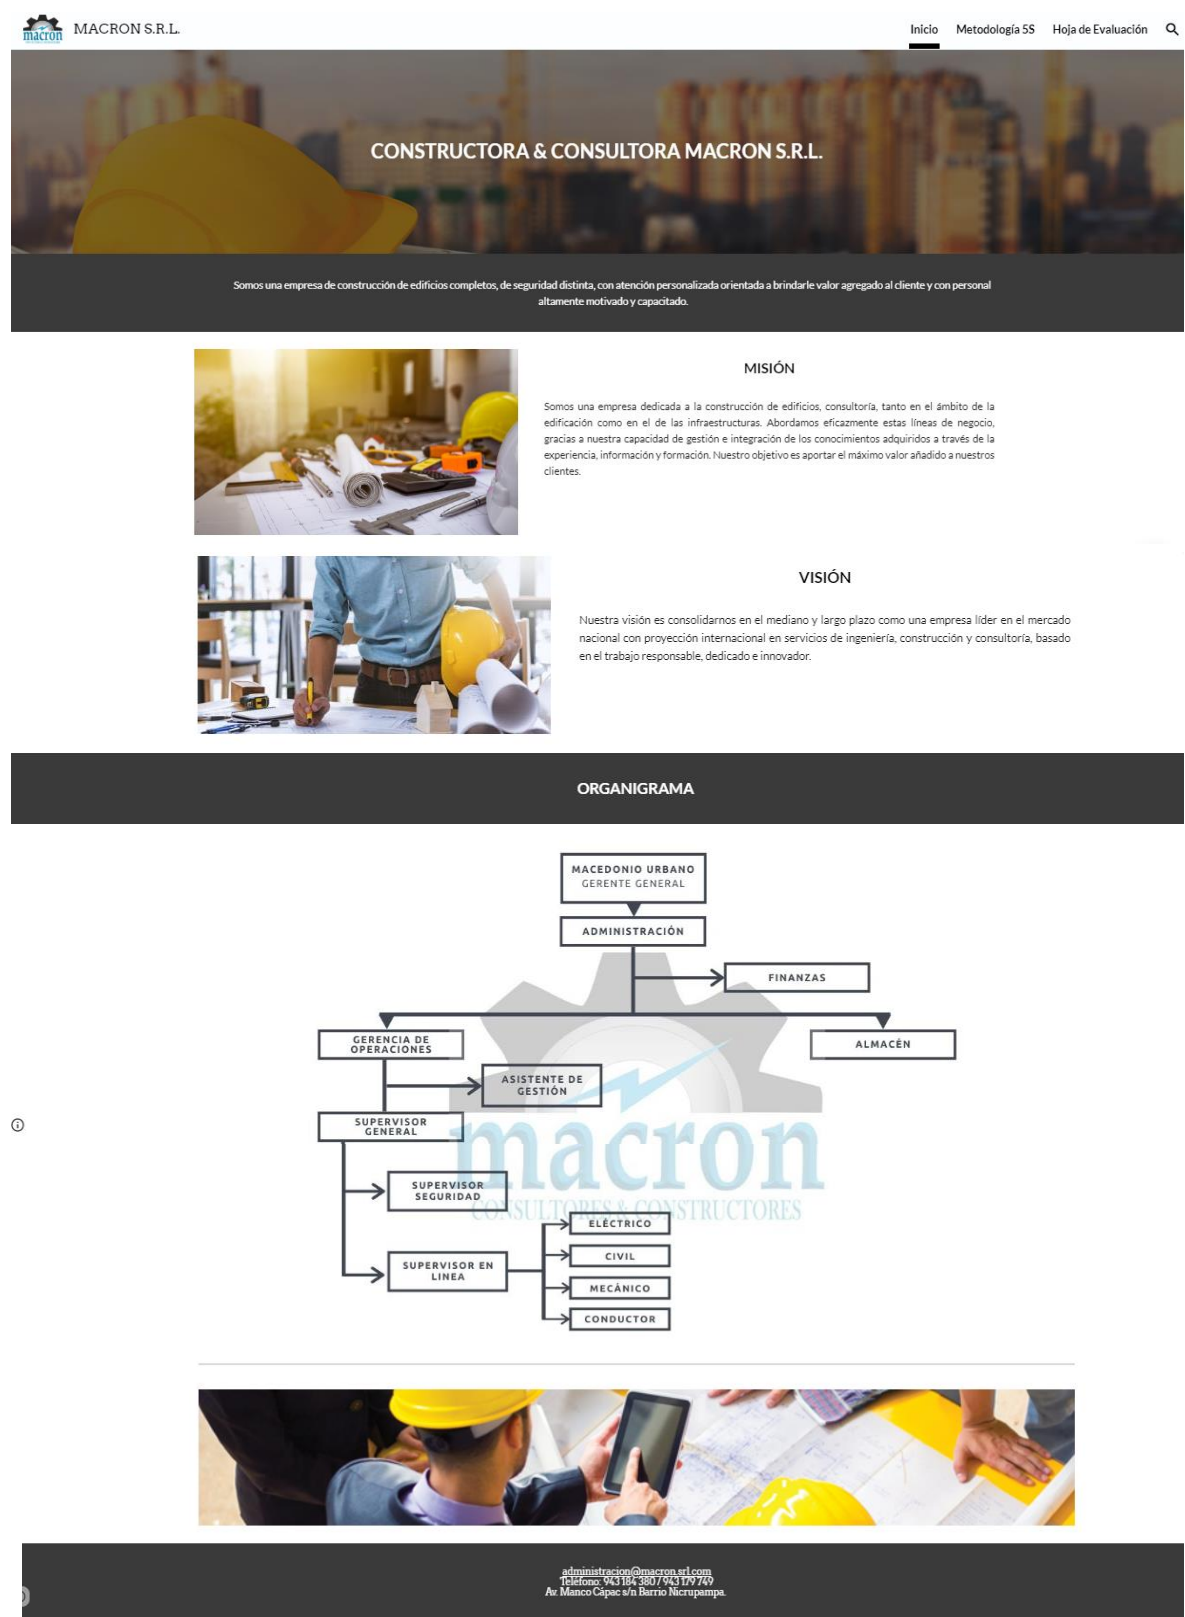 macron
MACRON S.R.L.
Inicio Metodología 5S Hoja de Evaluación
CONSTRUCTORA & CONSULTORA MACRON S.R.L.
Somos una empresa de construcción de edificios completos, de seguridad distinta, con atención personalizada orientada a brindarle valor agregado al cliente y con personal
altamente motivado y capacitado.
MISIÓN
Somos una empresa dedicada a la construcción de edificios, consultoría, tanto en el ámbito de la
edificación como en el de las infraestructuras. Abordamos eficazmente estas líneas de negocio,
gracias a nuestra capacidad de gestión e integración de los conocimientos adquiridos a través de la
experiencia, información y formación. Nuestro objetivo es aportar el máximo valor añadido a nuestros
clientes.
VISIÓN
Nuestra visión es consolidarnos en el mediano y largo plazo como una empresa líder en el mercado
nacional con proyección internacional en servicios de ingeniería, construcción y consultoría, basado
en el trabajo responsable, dedicado e innovador.
ORGANIGRAMA
MACEDONIO URBANO
GERENTE GENERAL
ADMINISTRACIÓN
FINANZAS
GERENCIA DE
OPERACIONES
ALMACÉN
ASISTENTE DE
GESTIÓN
SUPERVISOR
GENERAL
macron
CONSULTORES & CONSTRUCTORES
SUPERVISOR
SEGURIDAD
ELÉCTRICO
CIVIL
SUPERVISOR EN
LINEA
MECÁNICO
CONDUCTOR
administracion@macron.srl.com
Teléfono: 943 184 380 / 943 179 749
Av. Manco Cápac s/n Barrio Nicrupampa.